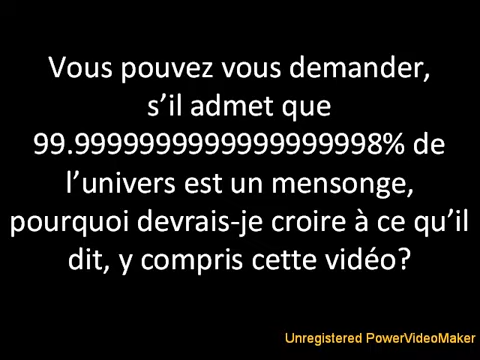 Vous pouvez vous demander,
s’il admet que
99.9999999999999999998% de
l’univers est un mensonge,
pourquoi devrais-je croire à ce qu’il
dit, y compris cette vidéo?
Unregistered PowerVideoMaker